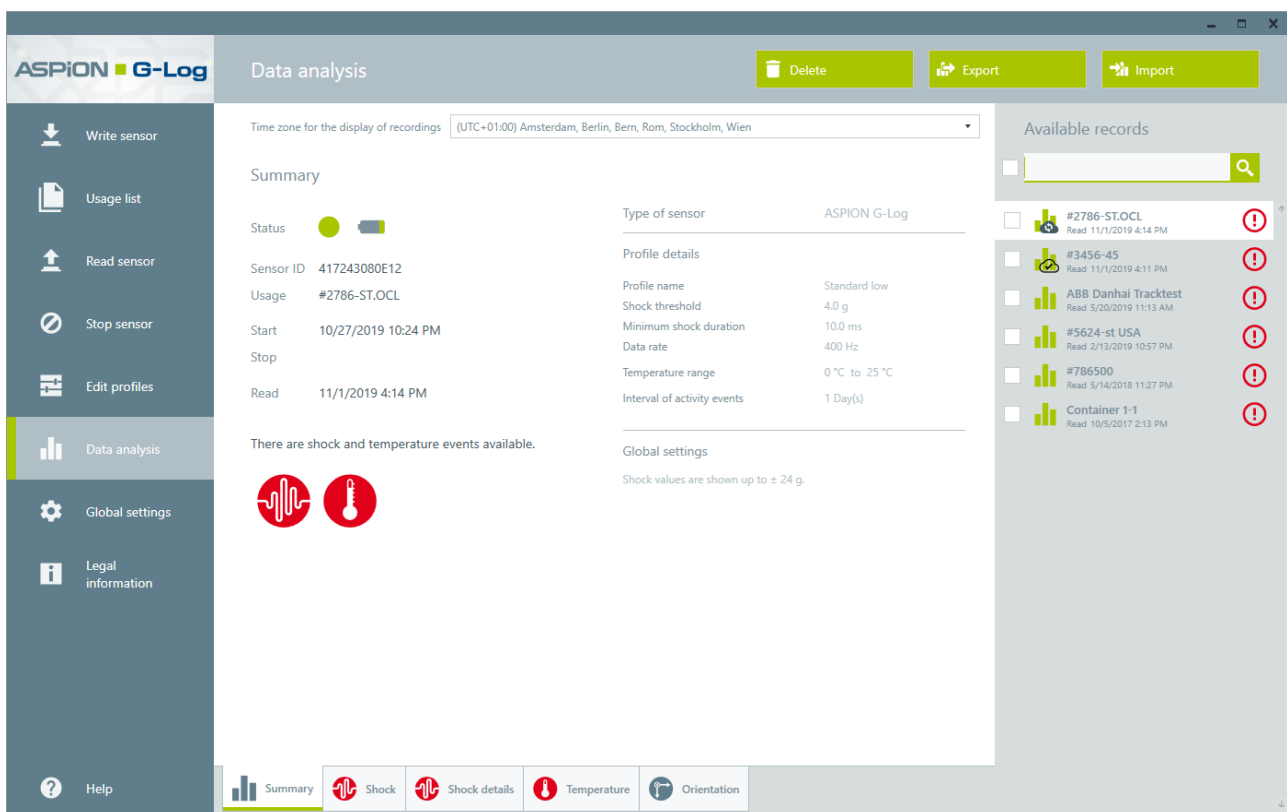 ASPiON G-Log
Data analysis
Delete
Export
Import
Write sensor
Usage list
Read sensor
Stop sensor
Edit profiles
Data analysis
Global settings
Legal
information
Help
Time zone for the display of recordings
(UTC+01:00) Amsterdam, Berlin, Bern, Rom, Stockholm, Wien
Summary
Status
Sensor ID 417243080E12
Usage #2786-ST.OCL
Start 10/27/2019 10:24 PM
Stop
Read 11/1/2019 4:14 PM
There are shock and temperature events available.
Type of sensor ASPION G-Log
Profile details
Profile name Standard low
Shock threshold 4.0 g
Minimum shock duration 10.0 ms
Data rate 400 Hz
Temperature range 0 °C to 25 °C
Interval of activity events 1 Day(s)
Global settings
Shock values are shown up to ± 24 g.
Available records
#2786-ST.OCL
Read 11/1/2019 4:14 PM
#3456-45
Read 11/1/2019 4:11 PM
ABB Danhai Tracktest
Read 5/20/2019 11:13 AM
#5624-st USA
Read 2/13/2019 10:57 PM
#786500
Read 5/14/2018 11:27 PM
Container 1-1
Read 10/5/2017 2:13 PM
Summary
Shock
Shock details
Temperature
Orientation